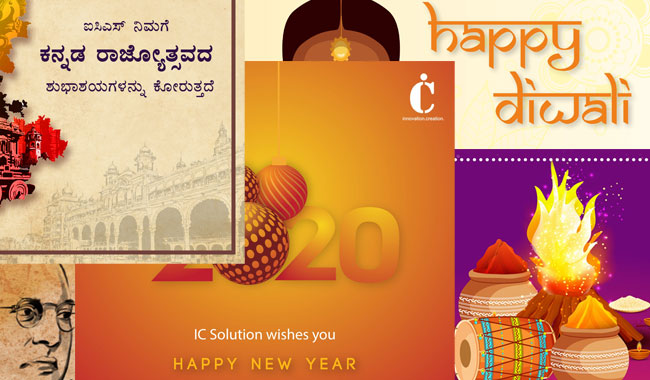 ಐಸಿಎಸ್ ನಿಮಗೆ
ಕನ್ನಡ ರಾಜ್ಯೋತ್ಸವದ
ಶುಭಾಶಯಗಳನ್ನು ಕೋರುತ್ತದೆ
happy
diwali
iC
innovation.creation.
2020
IC Solution wishes you
HAPPY NEW YEAR